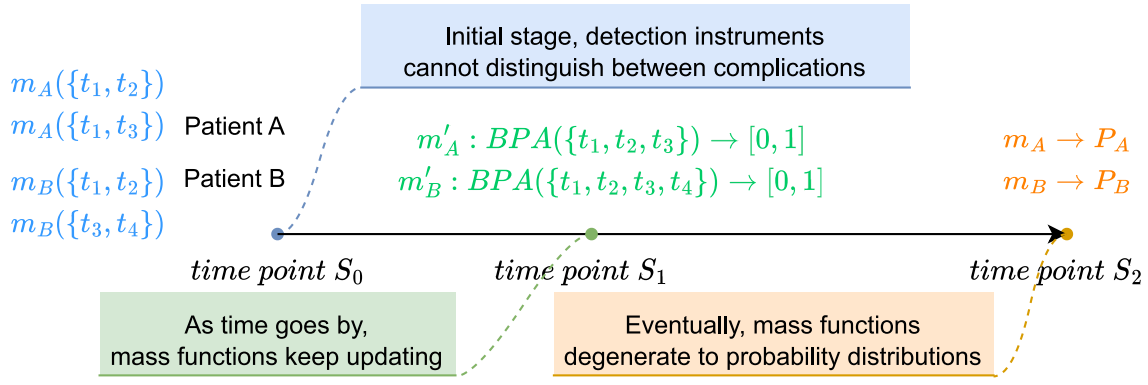 Initial stage, detection instruments
cannot distinguish between complications
m_A({t_1, t_2})
m_A({t_1, t_3}) Patient A
m_B({t_1, t_2}) Patient B
m_B({t_3, t_4})
m'_A : BPA({t_1, t_2, t_3}) → [0, 1]
m'_B : BPA({t_1, t_2, t_3, t_4}) → [0, 1]
m_A → P_A
m_B → P_B
time point S_0
time point S_1
time point S_2
As time goes by,
mass functions keep updating
Eventually, mass functions
degenerate to probability distributions